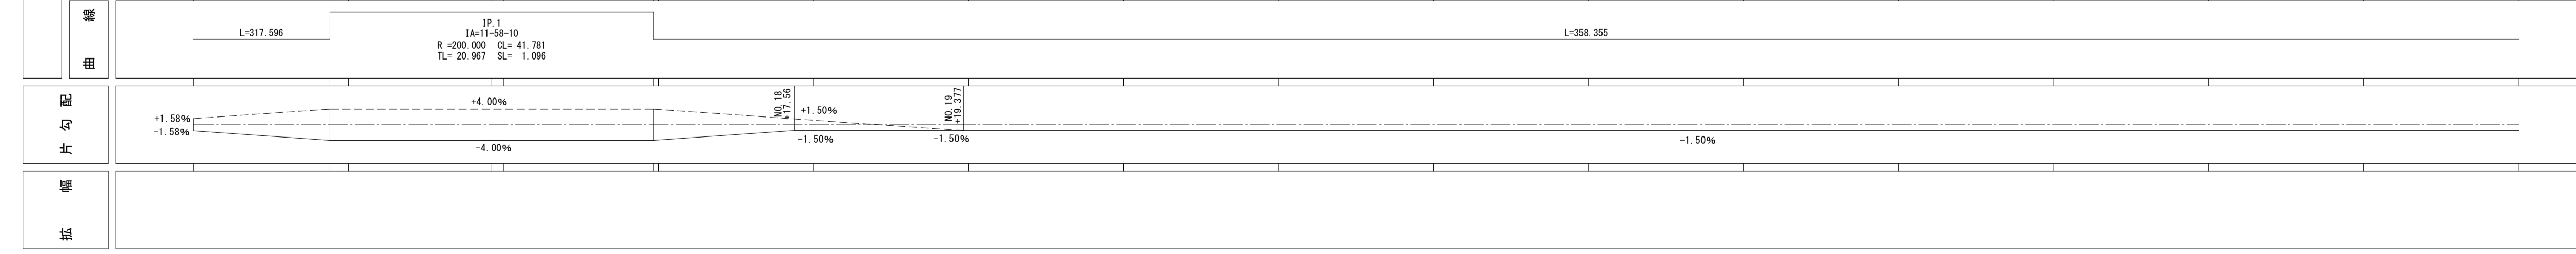 曲線
L=317.596
IP.1
IA=11-58-10
R =200.000 CL= 41.781
TL= 20.967 SL= 1.096
L=358.355
片勾配
+1.58%
-1.58%
+4.00%
-4.00%
NO.18
+17.56
+1.50%
-1.50%
NO.19
+19.377
-1.50%
-1.50%
拡幅